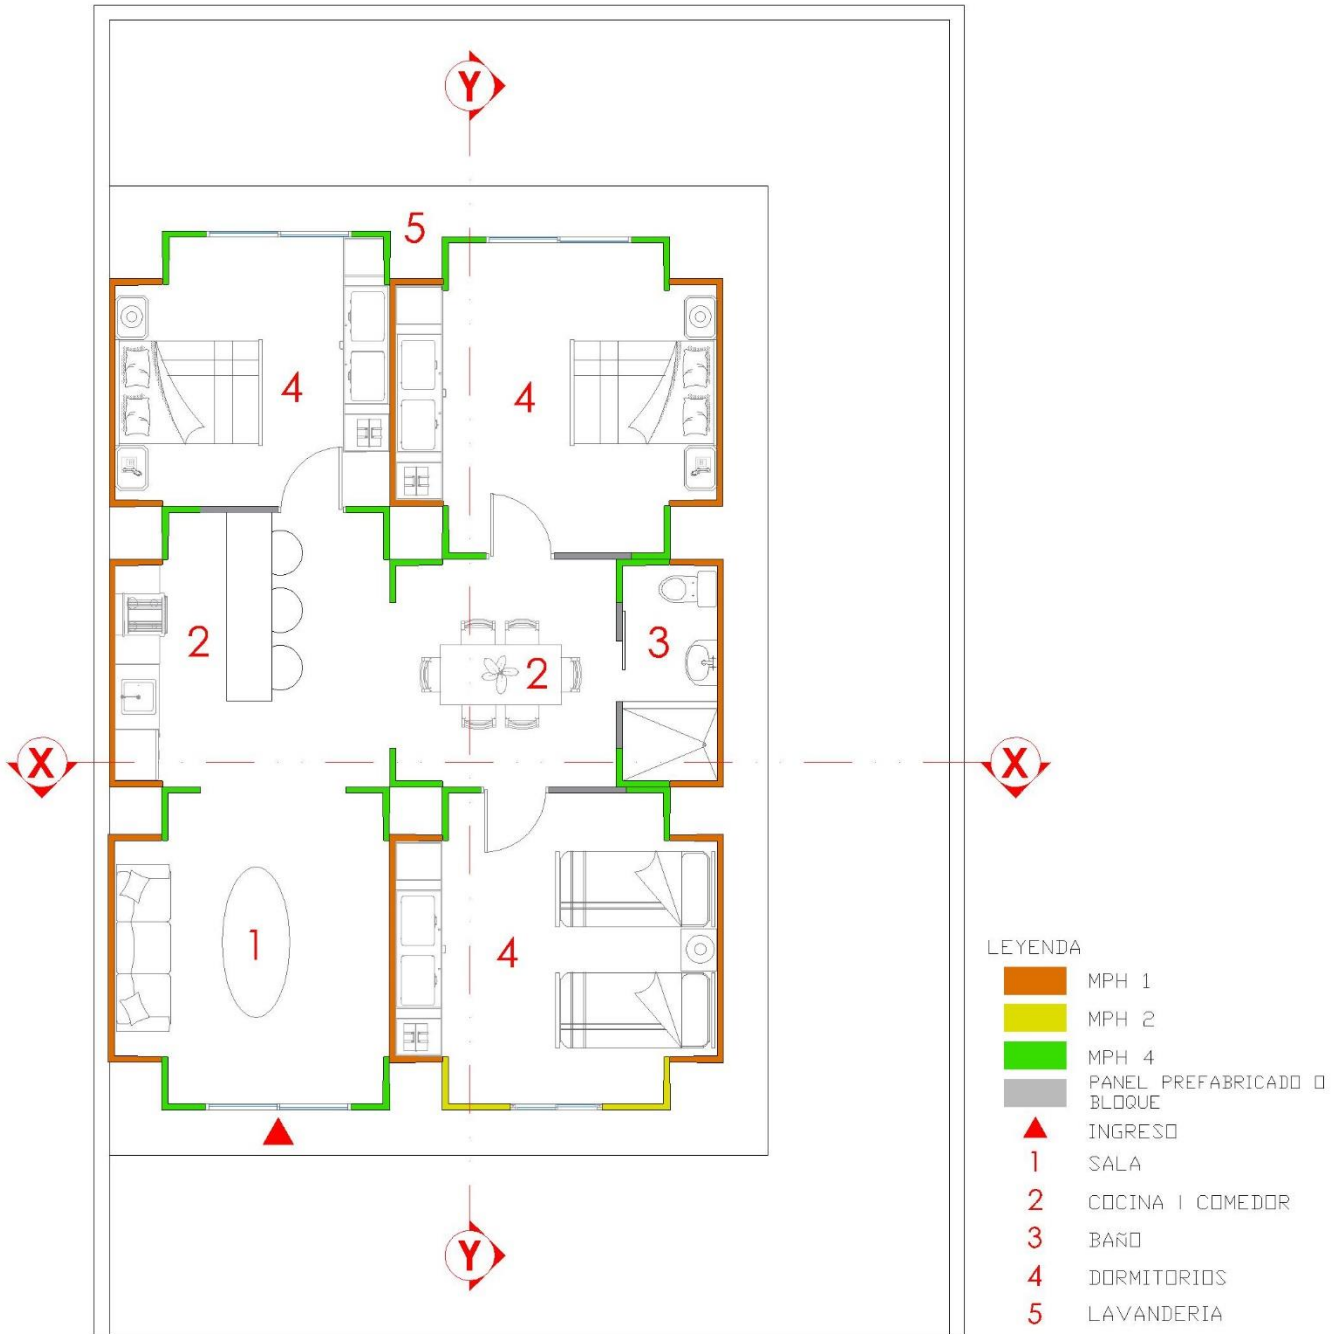 Y
5
4
4
2
3
2
X
X
1
4
Y
LEYENDA
MPH 1
MPH 2
MPH 4
PANEL PREFABRICADO O
BLOQUE
INGRESO
1 SALA
2 COCINA | COMEDOR
3 BAÑO
4 DORMITORIOS
5 LAVANDERIA